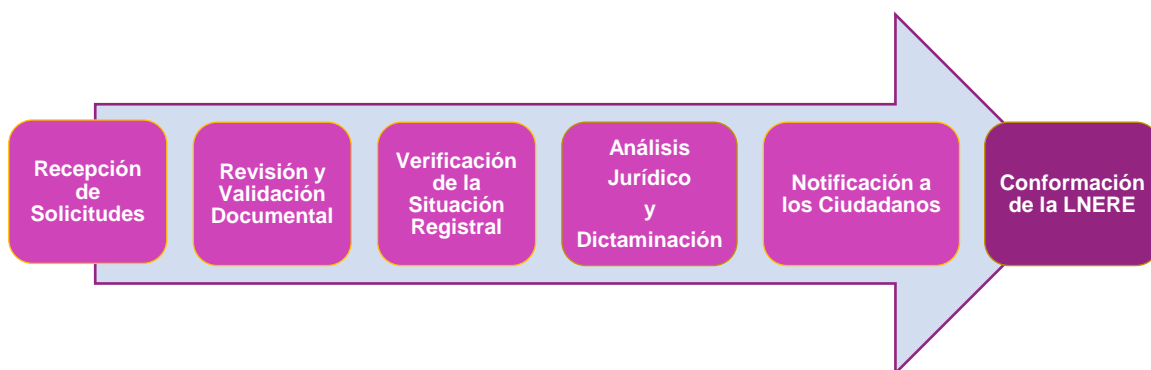 Recepción
de
Solicitudes
Revisión y
Validación
Documental
Verificación
de la
Situación
Registral
Análisis
Jurídico
y
Dictaminación
Notificación a
los Ciudadanos
Conformación
de la LNERE